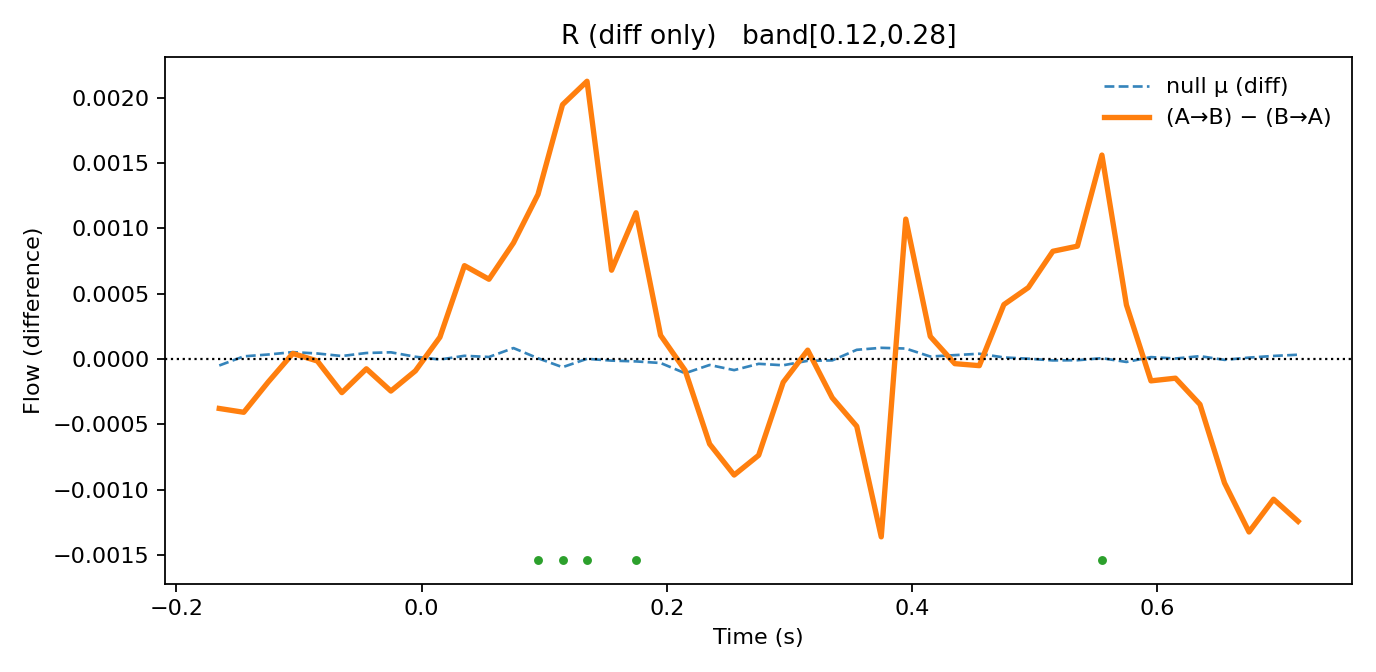 R (diff only)   band[0.12,0.28]
null μ (diff)
(A→B) − (B→A)
Flow (difference)
0.0020
0.0015
0.0010
0.0005
0.0000
−0.0005
−0.0010
−0.0015
−0.2
0.0
0.2
0.4
0.6
Time (s)